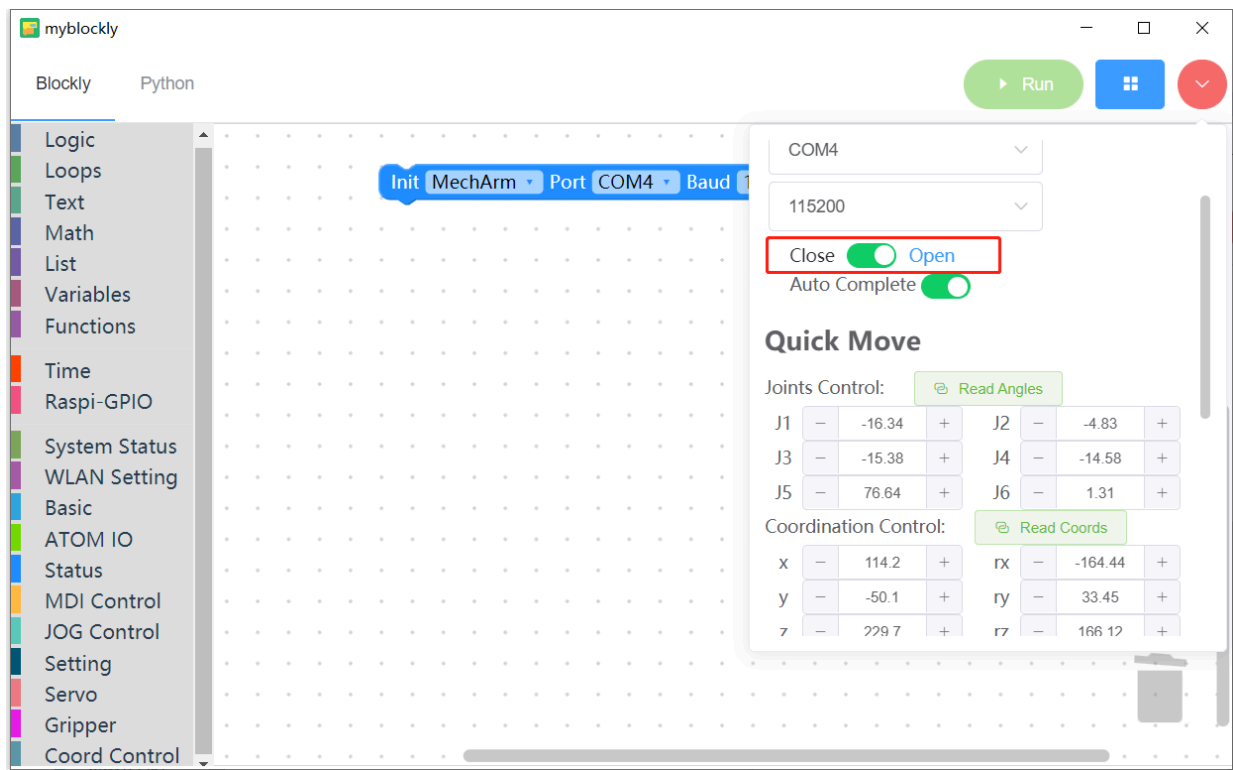 myblockly
Blockly Python
Run
Logic
Loops
Text
Math
List
Variables
Functions
Time
Raspi-GPIO
System Status
WLAN Setting
Basic
ATOM IO
Status
MDI Control
JOG Control
Setting
Servo
Gripper
Coord Control
Init MechArm Port COM4 Baud
COM4
115200
Close Open
Auto Complete
Quick Move
Joints Control: Read Angles
J1 − -16.34 + J2 − -4.83 +
J3 − -15.38 + J4 − -14.58 +
J5 − 76.64 + J6 − 1.31 +
Coordination Control: Read Coords
x − 114.2 + rx − -164.44 +
y − -50.1 + ry − 33.45 +
z − 229.7 + rz − 166.12 +